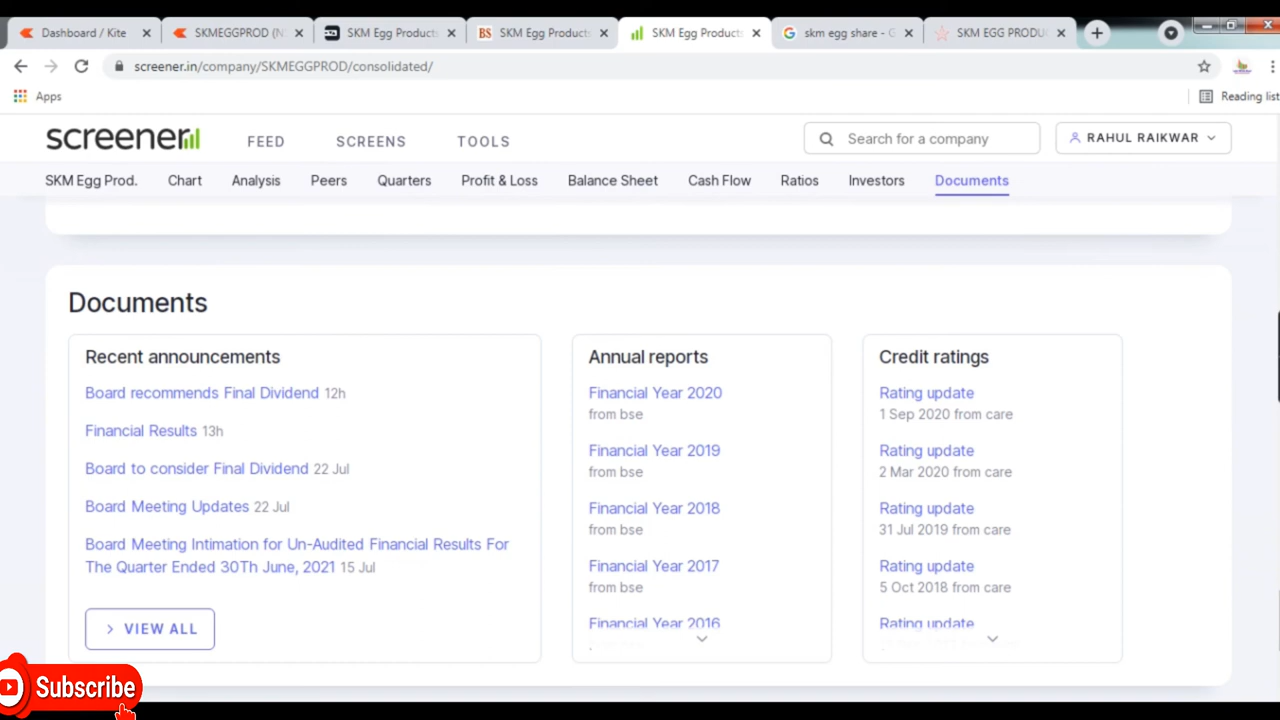 Dashboard / Kite
SKMEGGPROD (N
SKM Egg Products
SKM Egg Products
SKM Egg Products
skm egg share - G
SKM EGG PRODU
screener.in/company/SKMEGGPROD/consolidated/
Apps
Reading list
screener
FEED
SCREENS
TOOLS
Search for a company
RAHUL RAIKWAR
SKM Egg Prod.
Chart
Analysis
Peers
Quarters
Profit & Loss
Balance Sheet
Cash Flow
Ratios
Investors
Documents
Documents
Recent announcements
Board recommends Final Dividend 12h
Financial Results 13h
Board to consider Final Dividend 22 Jul
Board Meeting Updates 22 Jul
Board Meeting Intimation for Un-Audited Financial Results For
The Quarter Ended 30Th June, 2021 15 Jul
VIEW ALL
Annual reports
Financial Year 2020
from bse
Financial Year 2019
from bse
Financial Year 2018
from bse
Financial Year 2017
from bse
Financial Year 2016
Credit ratings
Rating update
1 Sep 2020 from care
Rating update
2 Mar 2020 from care
Rating update
31 Jul 2019 from care
Rating update
5 Oct 2018 from care
Rating update
Subscribe